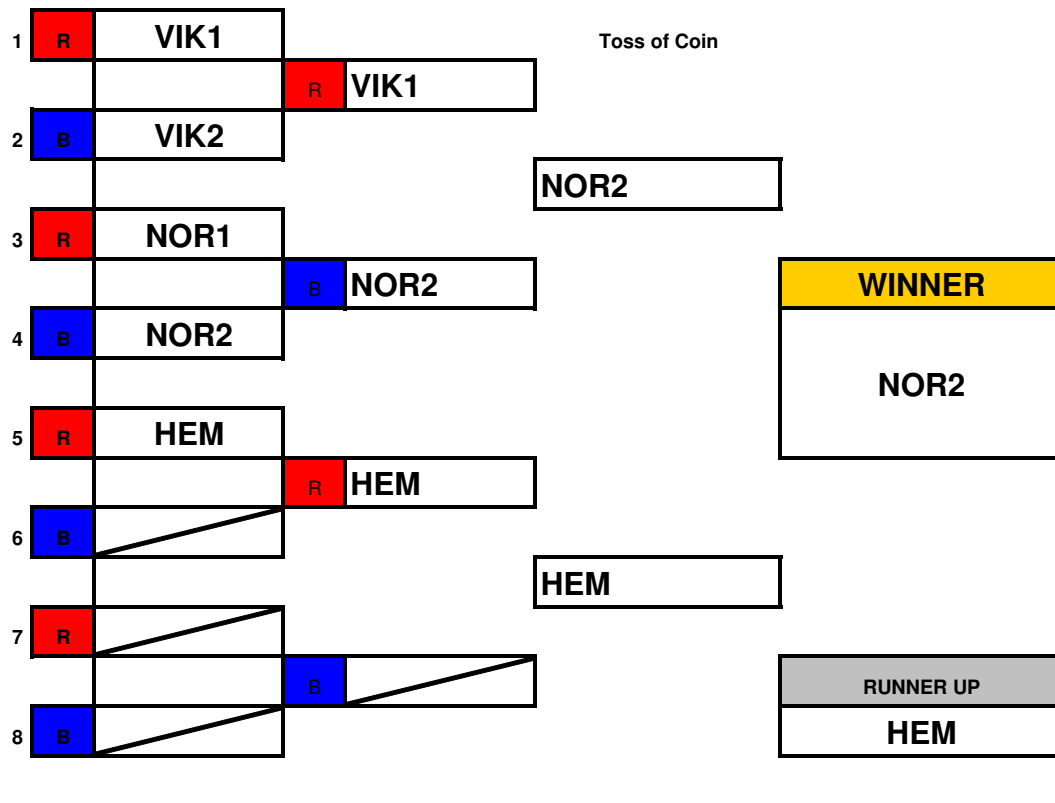 1 R VIK1 Toss of Coin
R VIK1
2 B VIK2
NOR2
3 R NOR1
B NOR2 WINNER
4 B NOR2
NOR2
5 R HEM
R HEM
6 B
HEM
7 R
B RUNNER UP
8 B HEM